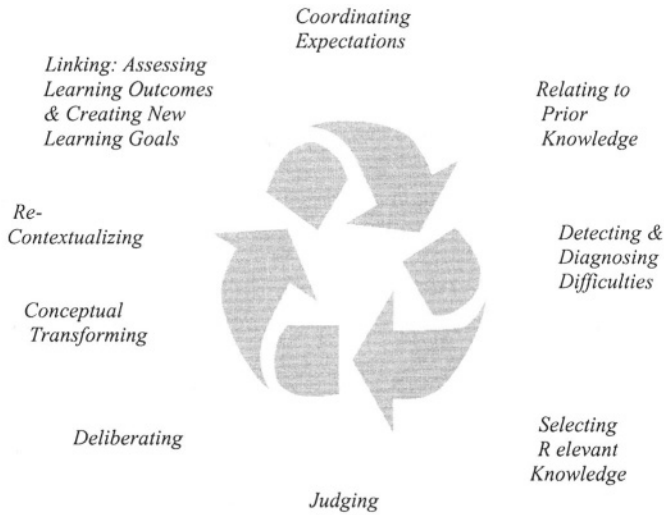 Coordinating
Expectations
Relating to
Prior
Knowledge
Detecting &
Diagnosing
Difficulties
Selecting
R elevant
Knowledge
Judging
Deliberating
Conceptual
Transforming
Re-
Contextualizing
Linking: Assessing
Learning Outcomes
& Creating New
Learning Goals